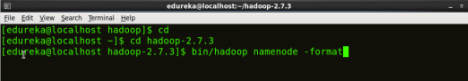 edureka@localhost:~/hadoop-2.7.3
File Edit View Search Terminal Help
[edureka@localhost hadoop]$ cd
[edureka@localhost ~]$ cd hadoop-2.7.3
[edureka@localhost hadoop-2.7.3]$ bin/hadoop namenode -format